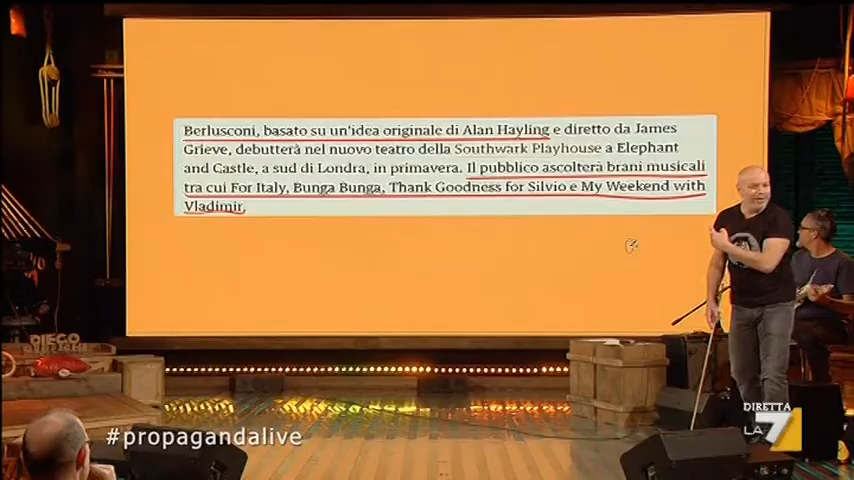 Berlusconi, basato su un'idea originale di Alan Hayling e diretto da James
Grieve, debutterà nel nuovo teatro della Southwark Playhouse a Elephant
and Castle, a sud di Londra, in primavera. Il pubblico ascolterà brani musicali
tra cui For Italy, Bunga Bunga, Thank Goodness for Silvio e My Weekend with
Vladimir,
DIEGO
#propagandalive
DIRETTA
LA7